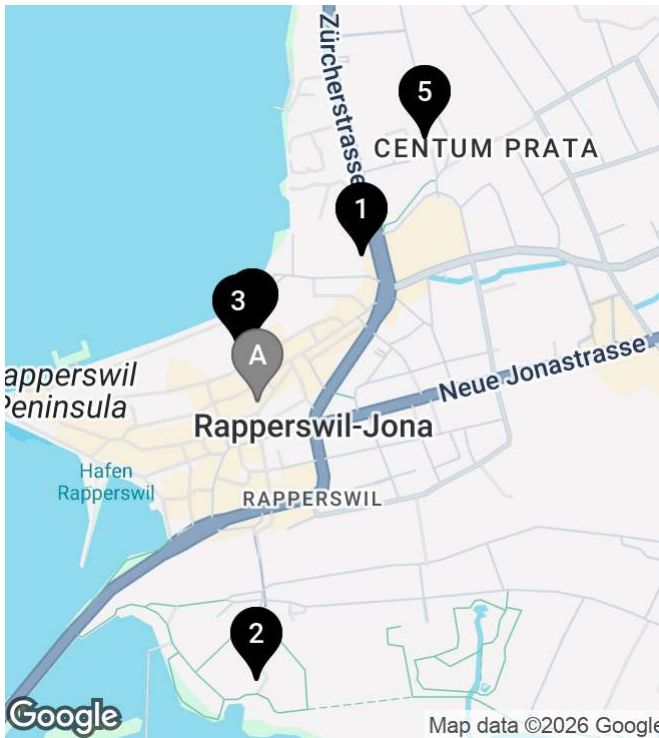 Zürcherstrasse
5
CENTUM PRATA
1
3
A
Neue Jonastrasse
apperswil
Peninsula
Rapperswil-Jona
Hafen
Rapperswil
RAPPERSWIL
2
Google
Map data ©2026 Google